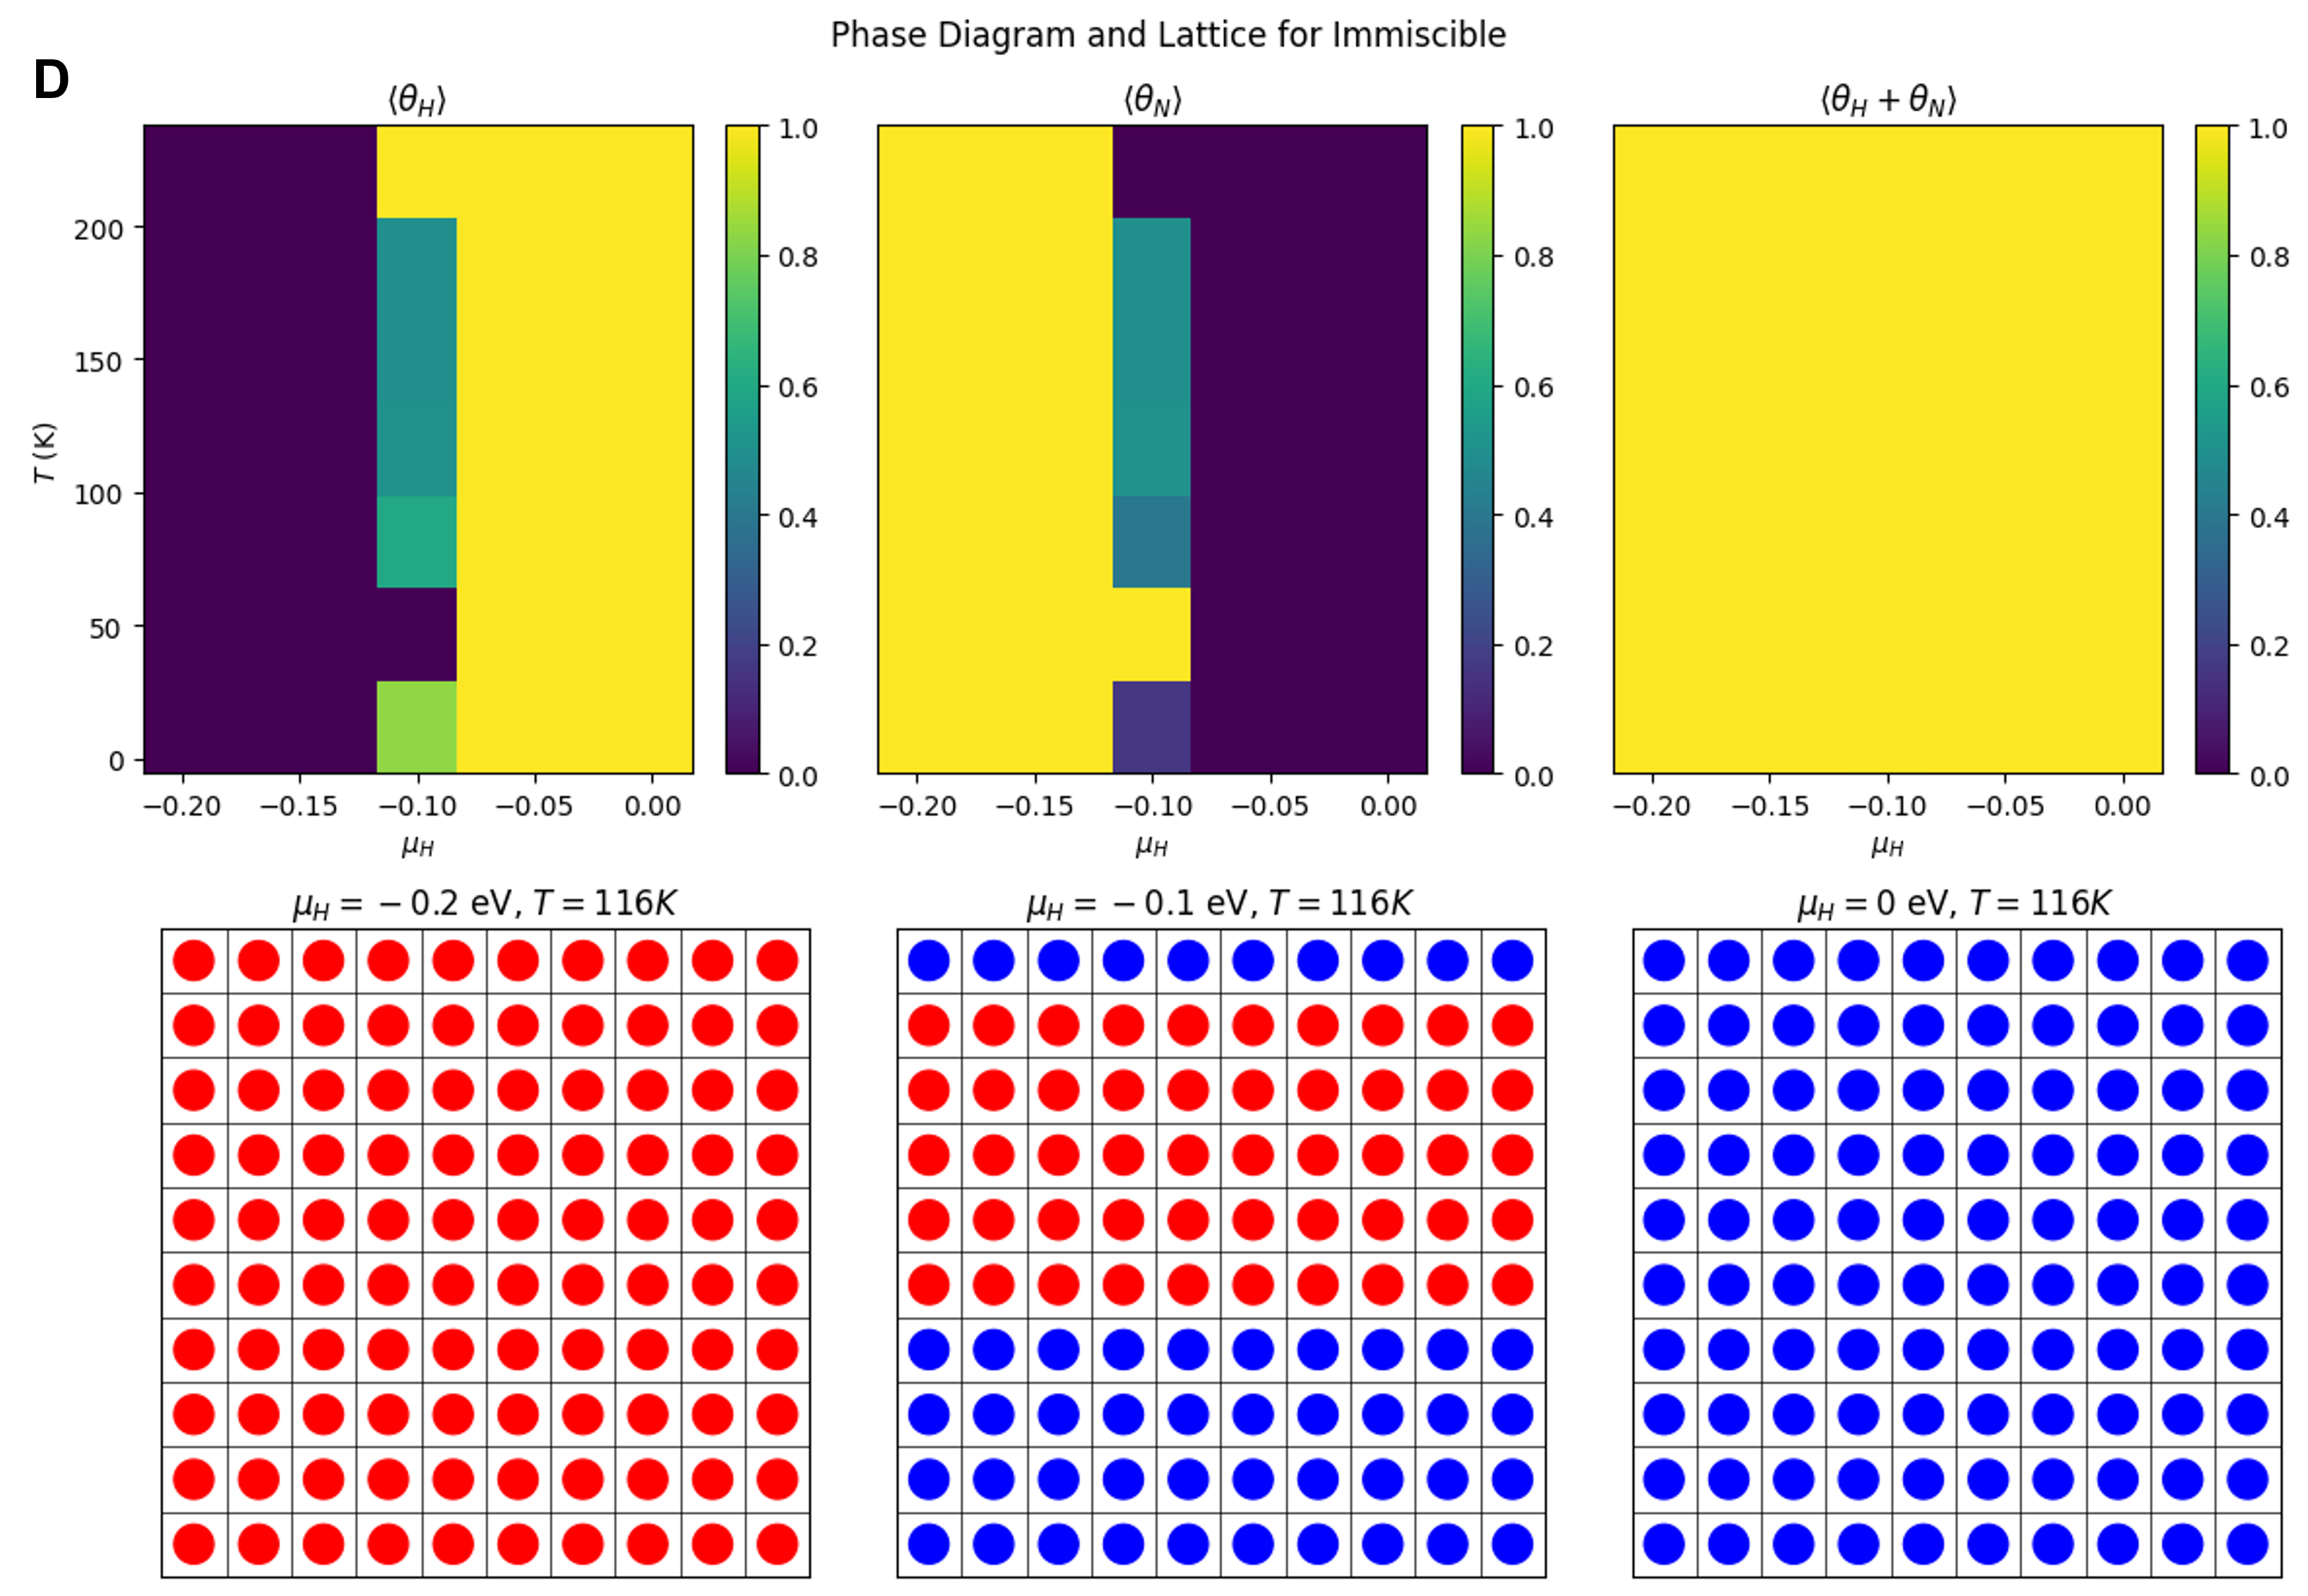 Phase Diagram and Lattice for Immiscible
D
⟨θ_H⟩
⟨θ_N⟩
⟨θ_H + θ_N⟩
T (K)
200
150
100
50
0
−0.20 −0.15 −0.10 −0.05 0.00
μ_H
1.0
0.8
0.6
0.4
0.2
0.0
−0.20 −0.15 −0.10 −0.05 0.00
μ_H
1.0
0.8
0.6
0.4
0.2
0.0
−0.20 −0.15 −0.10 −0.05 0.00
μ_H
1.0
0.8
0.6
0.4
0.2
0.0
μ_H = −0.2 eV, T = 116K
μ_H = −0.1 eV, T = 116K
μ_H = 0 eV, T = 116K